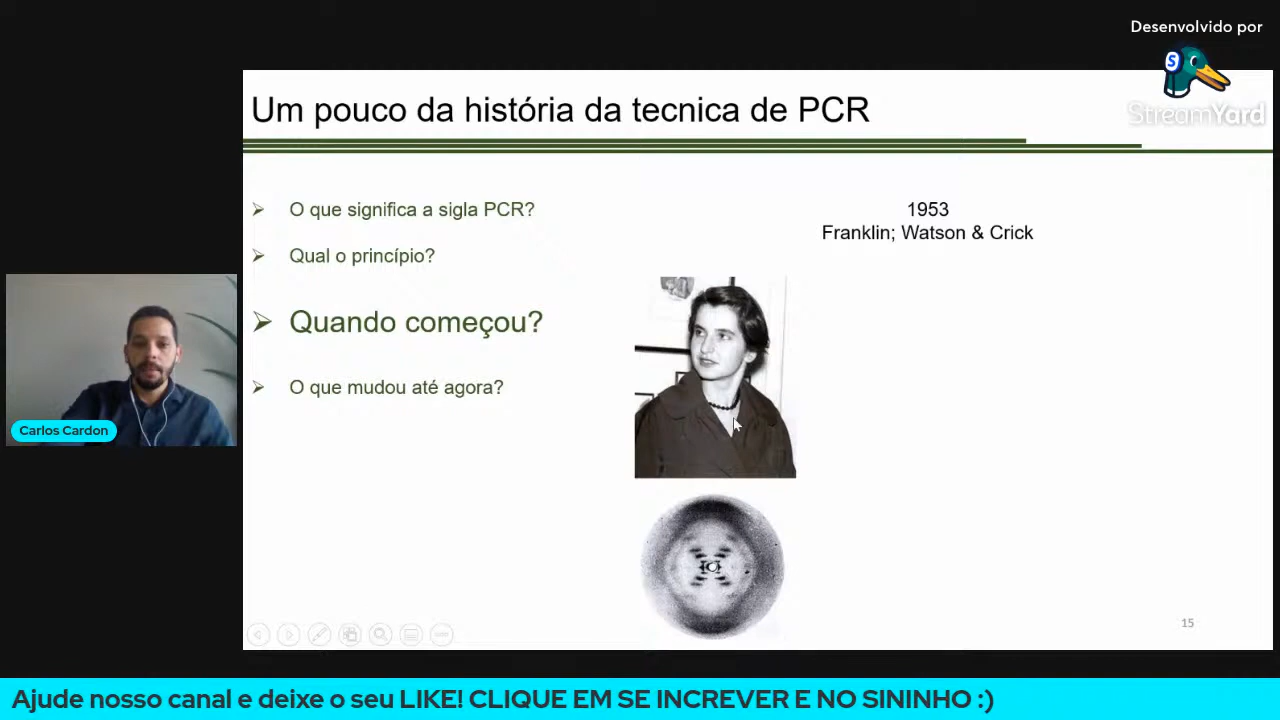 Desenvolvido por
S
StreamYard
Um pouco da história da tecnica de PCR
O que significa a sigla PCR?
Qual o princípio?
Quando começou?
O que mudou até agora?
1953
Franklin; Watson & Crick
Carlos Cardon
15
Ajude nosso canal e deixe o seu LIKE! CLIQUE EM SE INCREVER E NO SININHO :)